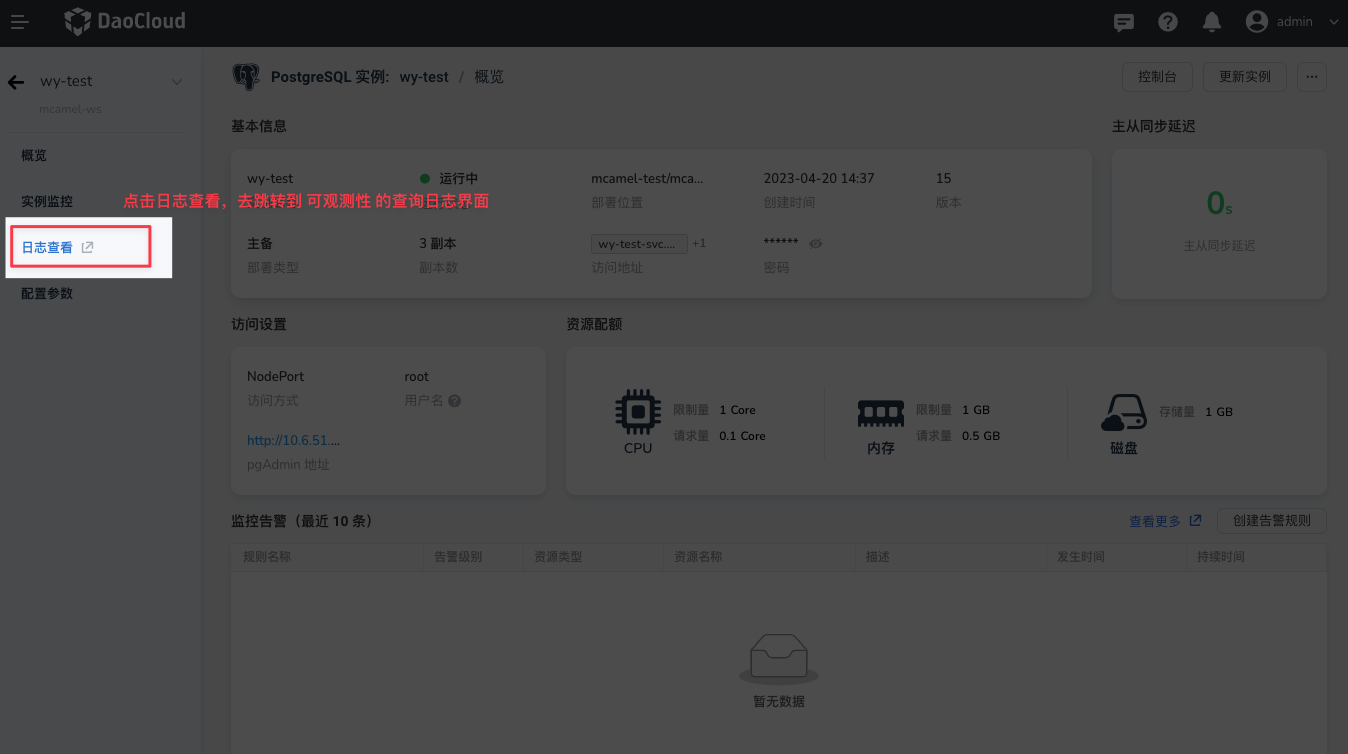 DaoCloud
admin
wy-test
mcamel-ws
概览
实例监控
日志查看
配置参数
PostgreSQL 实例: wy-test / 概览
控制台
更新实例
...
点击日志查看，去跳转到 可观测性 的查询日志界面
基本信息
wy-test
运行中
mcamel-test/mca...
部署位置
2023-04-20 14:37
创建时间
15
版本
主备
部署类型
3 副本
副本数
wy-test-svc.... +1
访问地址
******
密码
主从同步延迟
0s
主从同步延迟
访问设置
NodePort
访问方式
root
用户名
http://10.6.51....
pgAdmin 地址
资源配额
CPU
限制量 1 Core
请求量 0.1 Core
内存
限制量 1 GB
请求量 0.5 GB
磁盘
存储量 1 GB
监控告警（最近 10 条）
查看更多
创建告警规则
规则名称 告警级别 资源类型 资源名称 描述 发生时间 持续时间
暂无数据